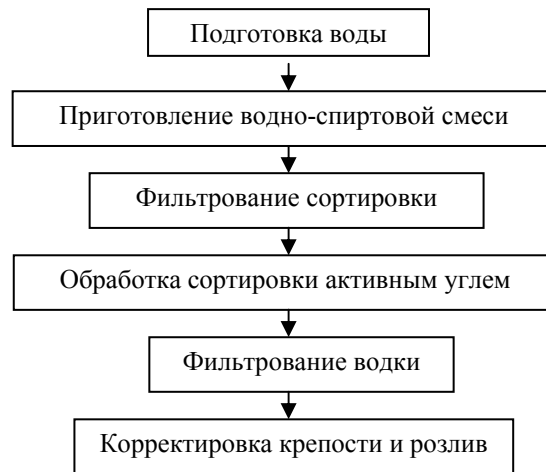 Подготовка воды
Приготовление водно-спиртовой смеси
Фильтрование сортировки
Обработка сортировки активным углем
Фильтрование водки
Корректировка крепости и розлив